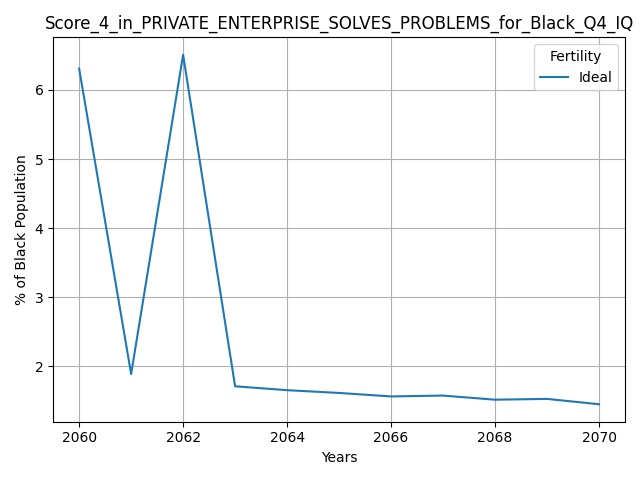 Score_4_in_PRIVATE_ENTERPRISE_SOLVES_PROBLEMS_for_Black_Q4_IQ
Fertility
Ideal
6
5
4
3
2
% of Black Population
2060
2062
2064
2066
2068
2070
Years